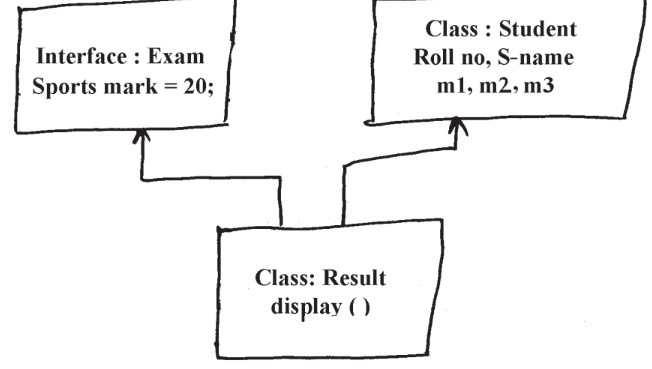 Interface : Exam
Sports mark = 20;
Class : Student
Roll no, S-name
m1, m2, m3
Class: Result
display ( )